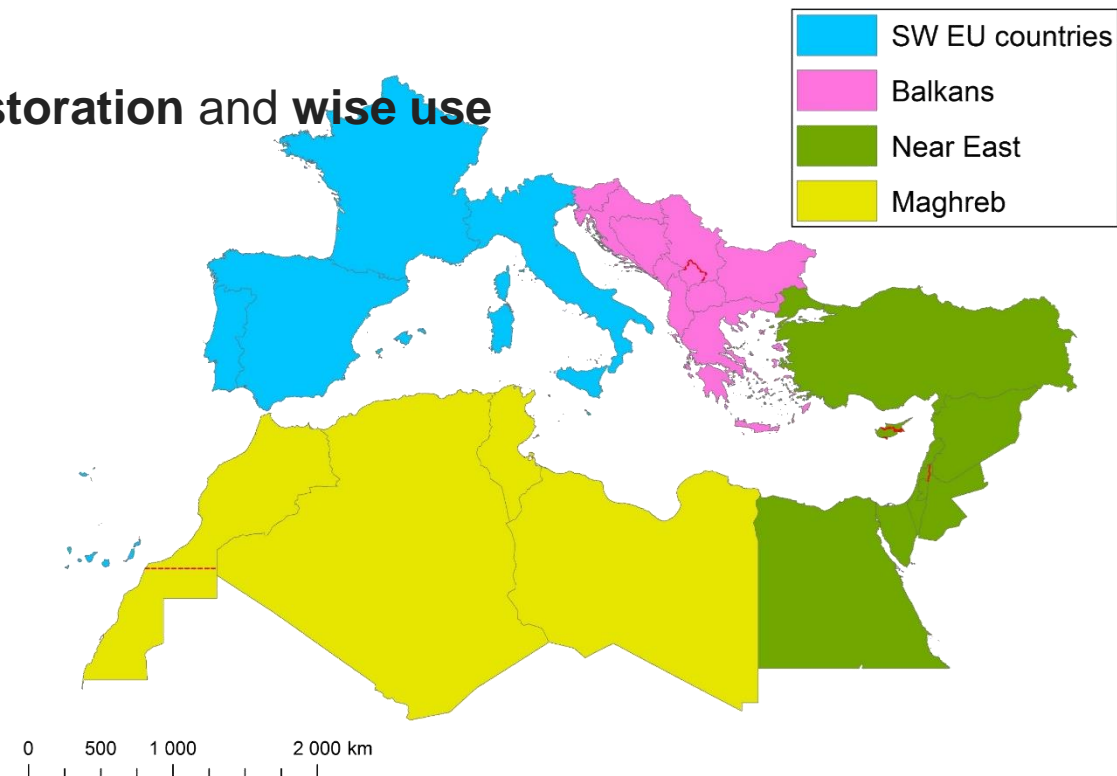 SW EU countries
storation and wise use
Balkans
Near East
Maghreb
0 500 1 000 2 000 km